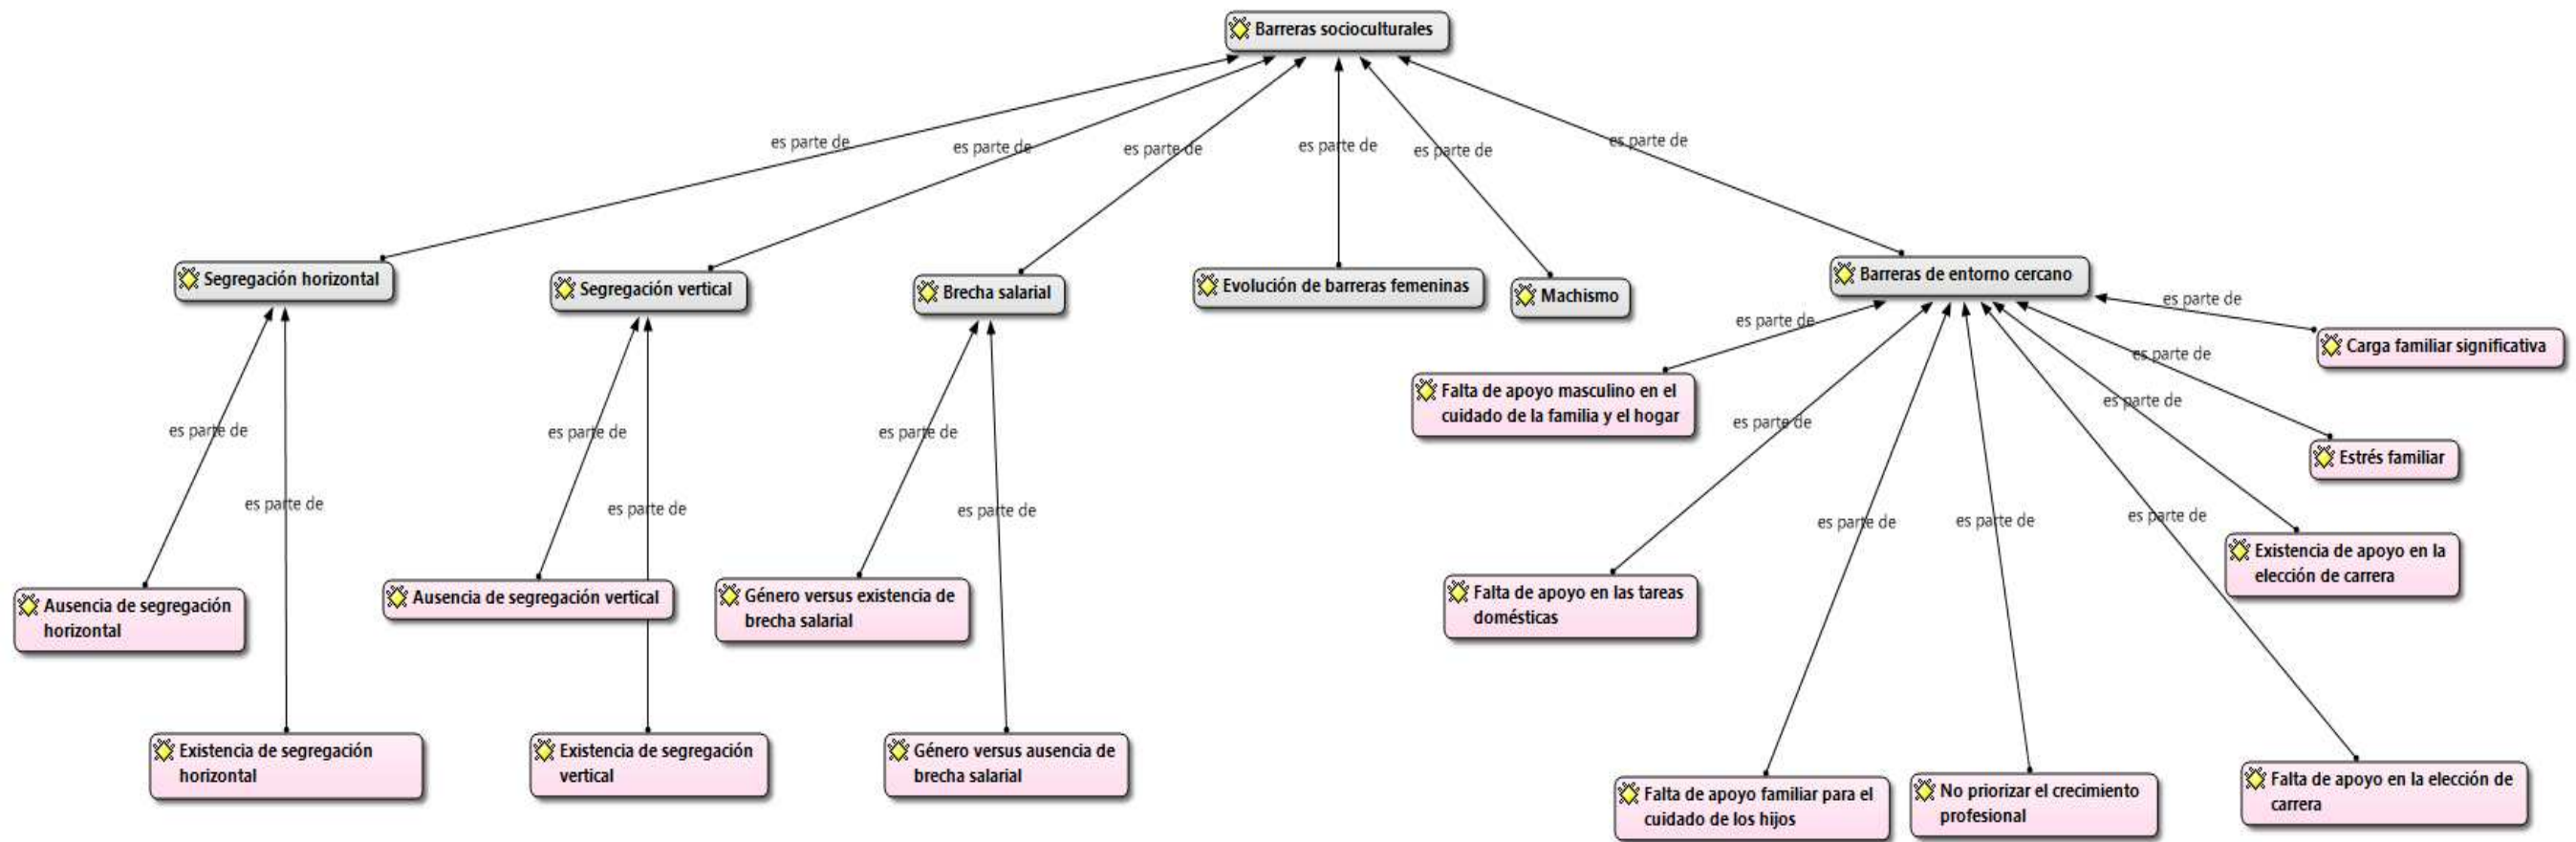 Barreras socioculturales
es parte de
es parte de
es parte de
es parte de
es parte de
es parte de
Segregación horizontal
Segregación vertical
Brecha salarial
Evolución de barreras femeninas
Machismo
Barreras de entorno cercano
es parte de
es parte de
Carga familiar significativa
es parte de
Falta de apoyo masculino en el
cuidado de la familia y el hogar
es parte de
es parte de
es parte de
es parte de
es parte de
Estrés familiar
es parte de
es parte de
es parte de
es parte de
es parte de
es parte de
Existencia de apoyo en la
elección de carrera
Ausencia de segregación
horizontal
Ausencia de segregación vertical
Género versus existencia de
brecha salarial
Falta de apoyo en las tareas
domésticas
Existencia de segregación
horizontal
Existencia de segregación
vertical
Género versus ausencia de
brecha salarial
Falta de apoyo familiar para el
cuidado de los hijos
No priorizar el crecimiento
profesional
Falta de apoyo en la elección de
carrera